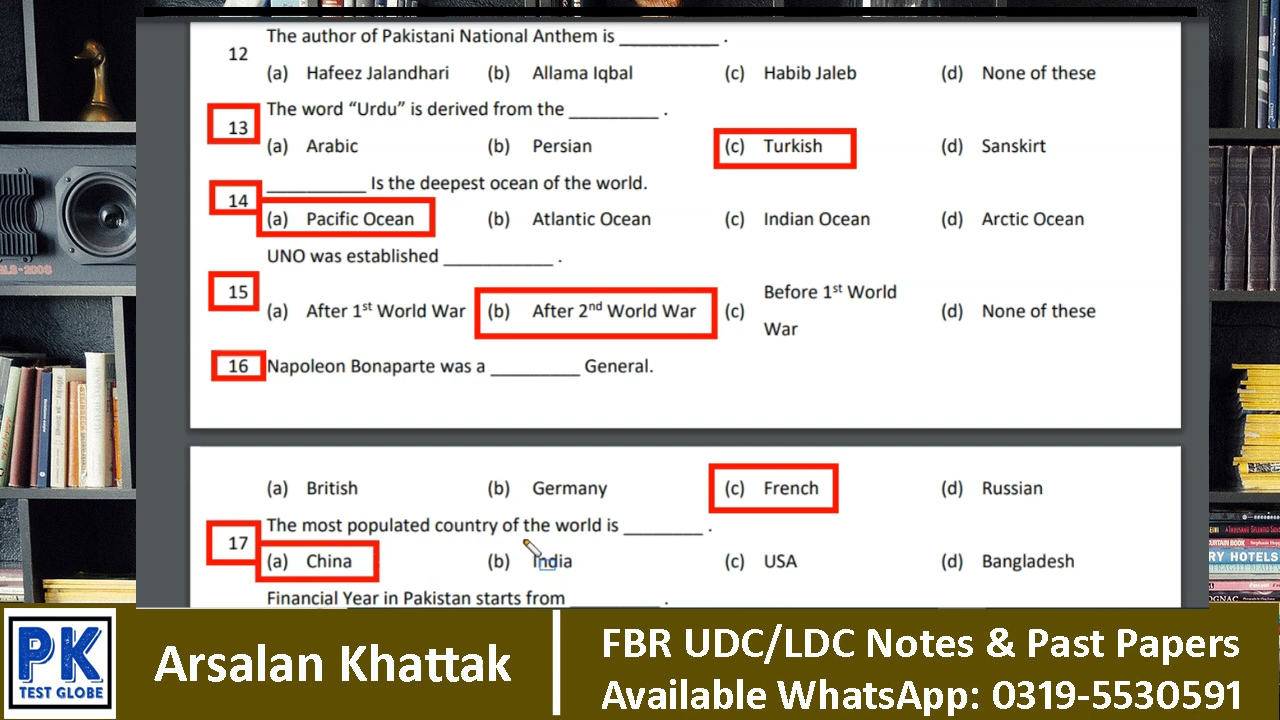 12
The author of Pakistani National Anthem is __________ .
(a) Hafeez Jalandhari (b) Allama Iqbal (c) Habib Jaleb (d) None of these
13
The word “Urdu” is derived from the _________ .
(a) Arabic (b) Persian (c) Turkish (d) Sanskirt
14
__________ Is the deepest ocean of the world.
(a) Pacific Ocean (b) Atlantic Ocean (c) Indian Ocean (d) Arctic Ocean
UNO was established ___________ .
15
(a) After 1st World War (b) After 2nd World War (c) Before 1st World War (d) None of these
16 Napoleon Bonaparte was a _________ General.
(a) British (b) Germany (c) French (d) Russian
17
The most populated country of the world is ________ .
(a) China (b) India (c) USA (d) Bangladesh
Financial Year in Pakistan starts from __________ .
PK
TEST GLOBE
Arsalan Khattak
FBR UDC/LDC Notes & Past Papers
Available WhatsApp: 0319-5530591